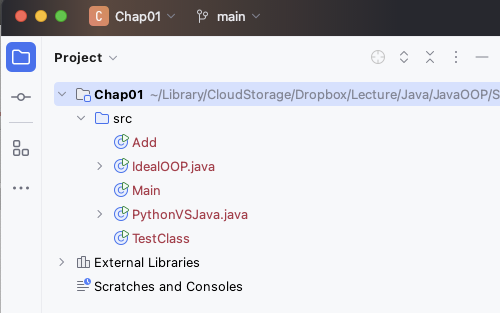 C Chap01 main
Project
Chap01 ~/Library/CloudStorage/Dropbox/Lecture/Java/JavaOOP/S
src
Add
IdealOOP.java
Main
PythonVSJava.java
TestClass
External Libraries
Scratches and Consoles